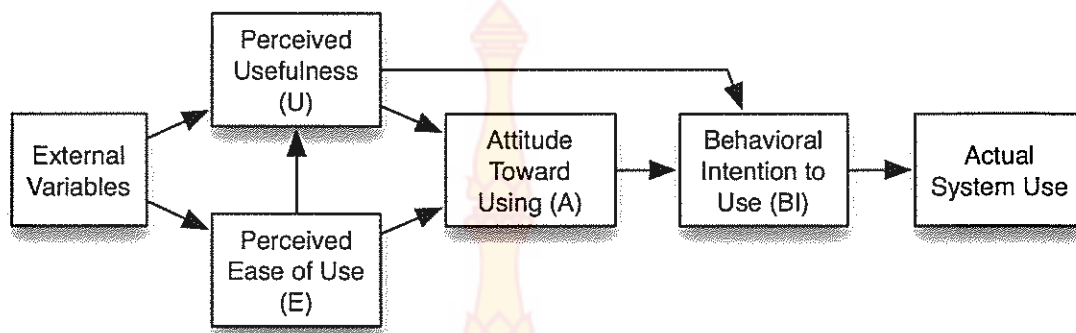 External
Variables
Perceived
Usefulness
(U)
Perceived
Ease of Use
(E)
Attitude
Toward
Using (A)
Behavioral
Intention to
Use (BI)
Actual
System Use